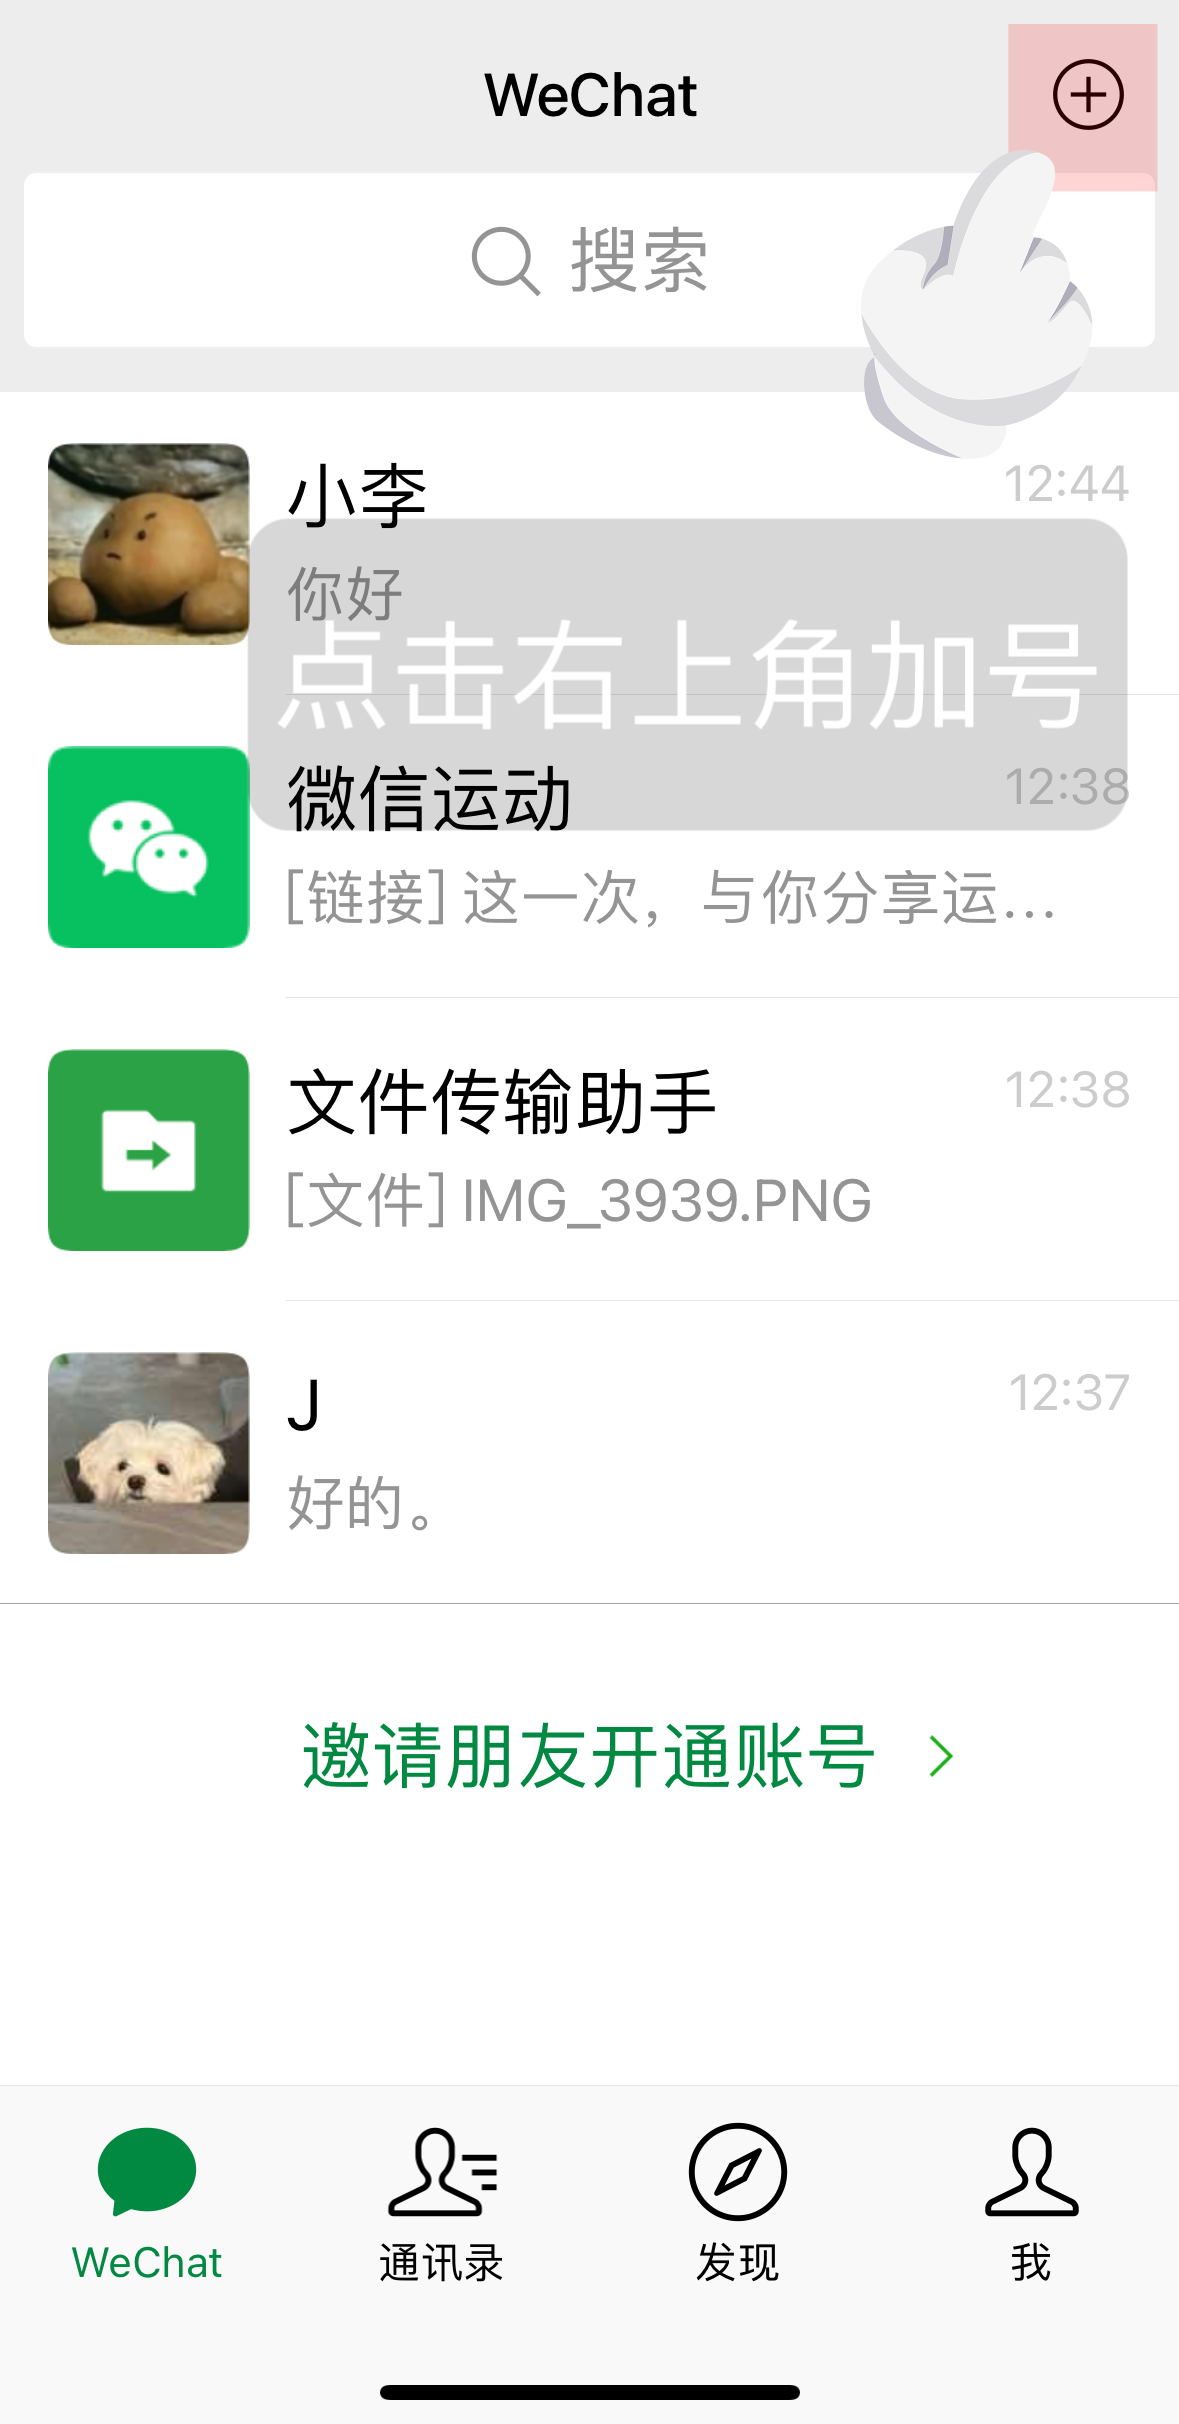 WeChat
搜索
小李
12:44
你好
点击右上角加号
微信运动
12:38
[链接] 这一次，与你分享运...
文件传输助手
12:38
[文件] IMG_3939.PNG
J
12:37
好的。
邀请朋友开通账号
WeChat
通讯录
发现
我